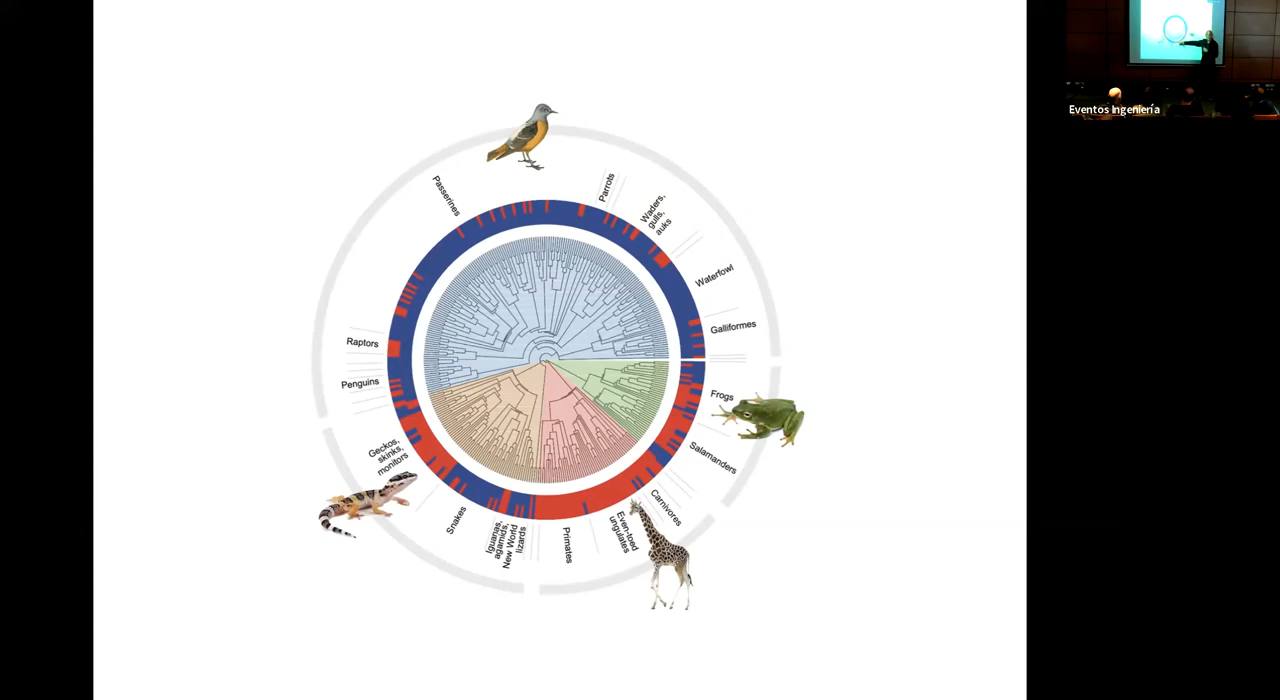 Eventos Ingeniería
Passerines
Parrots
Waders,
gulls,
auks
Waterfowl
Galliformes
Frogs
Salamanders
Carnivores
Even-toed
ungulates
Primates
Iguanas,
agamids,
New World
lizards
Snakes
Geckos,
skinks,
monitors
Penguins
Raptors